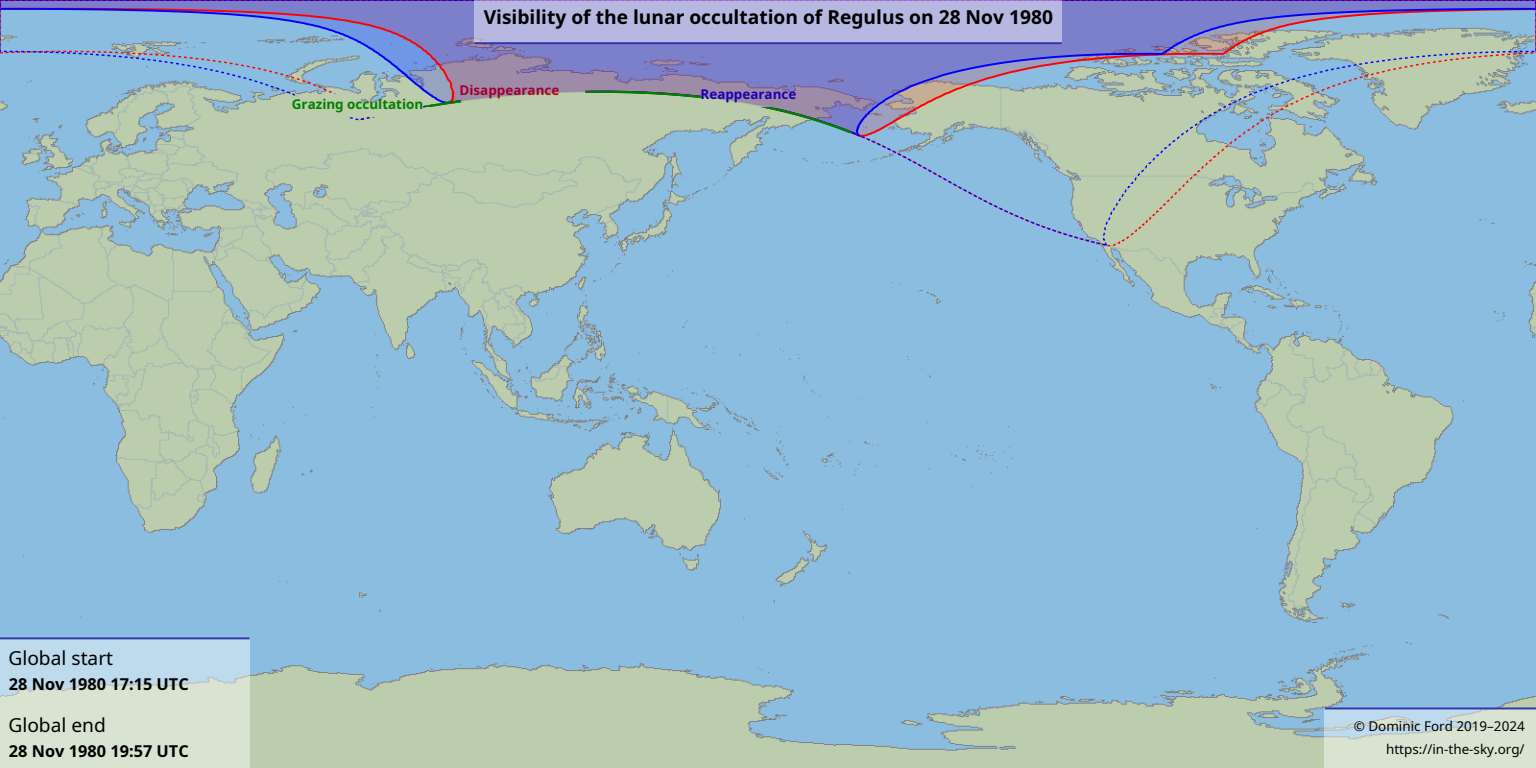 Visibility of the lunar occultation of Regulus on 28 Nov 1980
Disappearance
Reappearance
Grazing occultation
Global start
28 Nov 1980 17:15 UTC
Global end
28 Nov 1980 19:57 UTC
© Dominic Ford 2019–2024
https://in-the-sky.org/